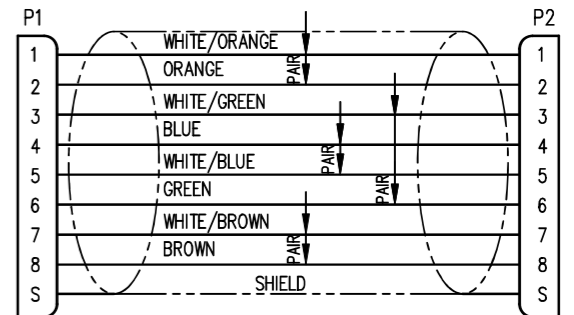 P1 P2
WHITE/ORANGE
1 1
ORANGE PAIR
2 2
WHITE/GREEN
3 3
BLUE
4 4
WHITE/BLUE PAIR
5 5
GREEN PAIR
6 6
WHITE/BROWN
7 7
BROWN PAIR
8 8
SHIELD
S S